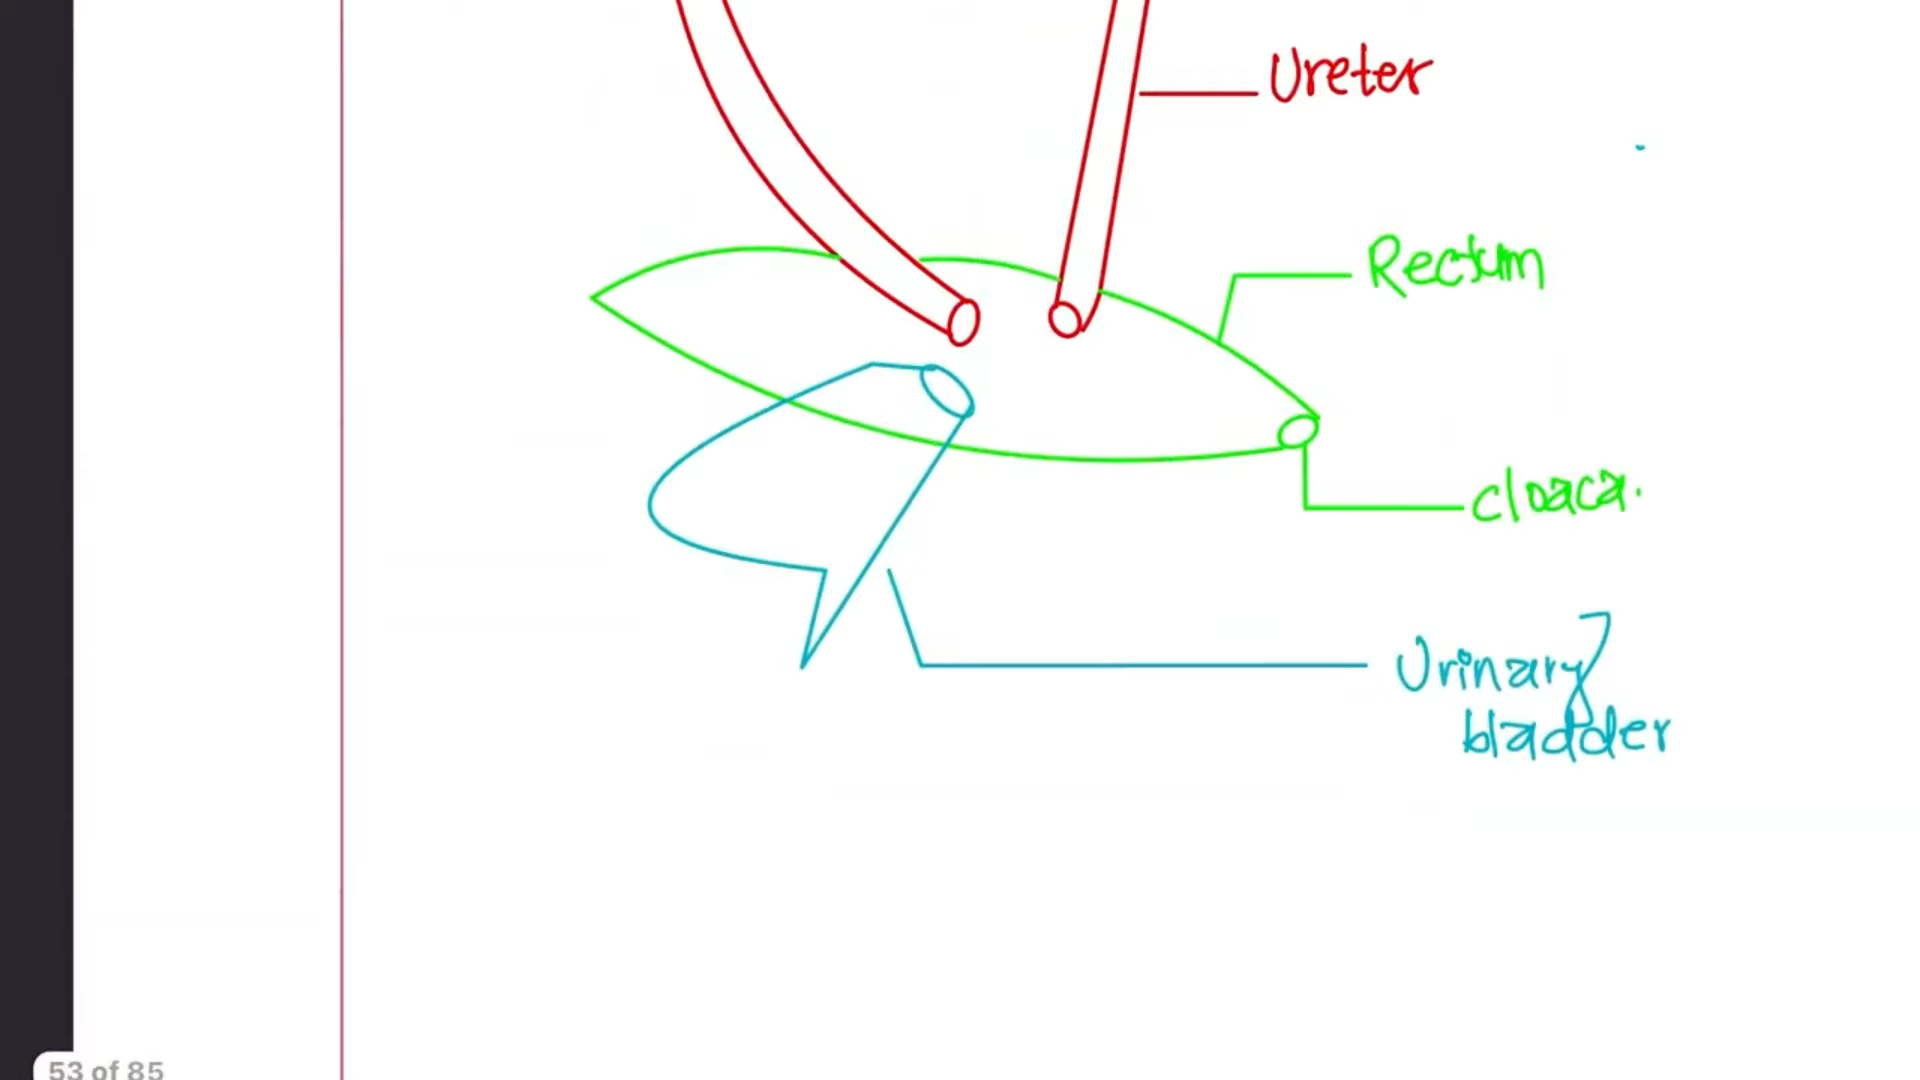 Ureter
Rectum
cloaca.
Urinary
bladder
53 of 85